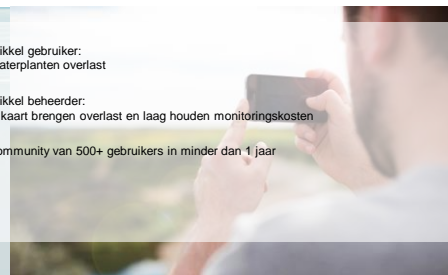 ikkel gebruiker:
aterplanten overlast
ikkel beheerder:
kaart brengen overlast en laag houden monitoringskosten
ommunity van 500+ gebruikers in minder dan 1 jaar